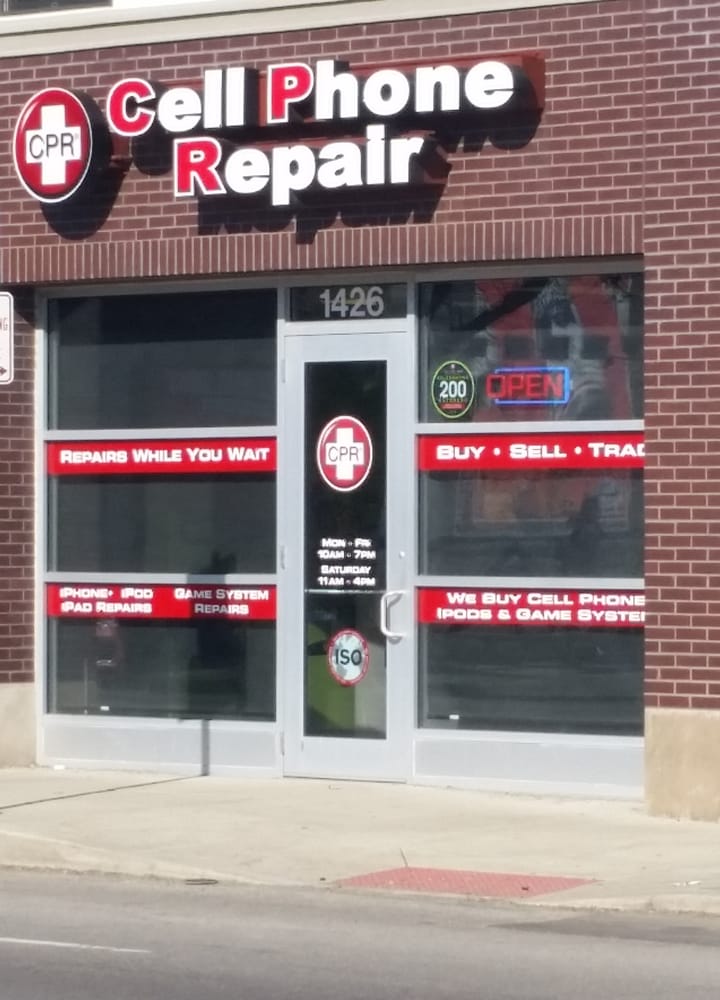 CPR
Cell Phone
Repair
1426
200
OPEN
REPAIRS WHILE YOU WAIT
CPR
BUY • SELL • TRAD
MON - FRI
10AM - 7PM
SATURDAY
11AM - 4PM
IPHONE • IPOD
IPAD REPAIRS
GAME SYSTEM
REPAIRS
WE BUY CELL PHONE
IPODS & GAME SYSTE
ISO